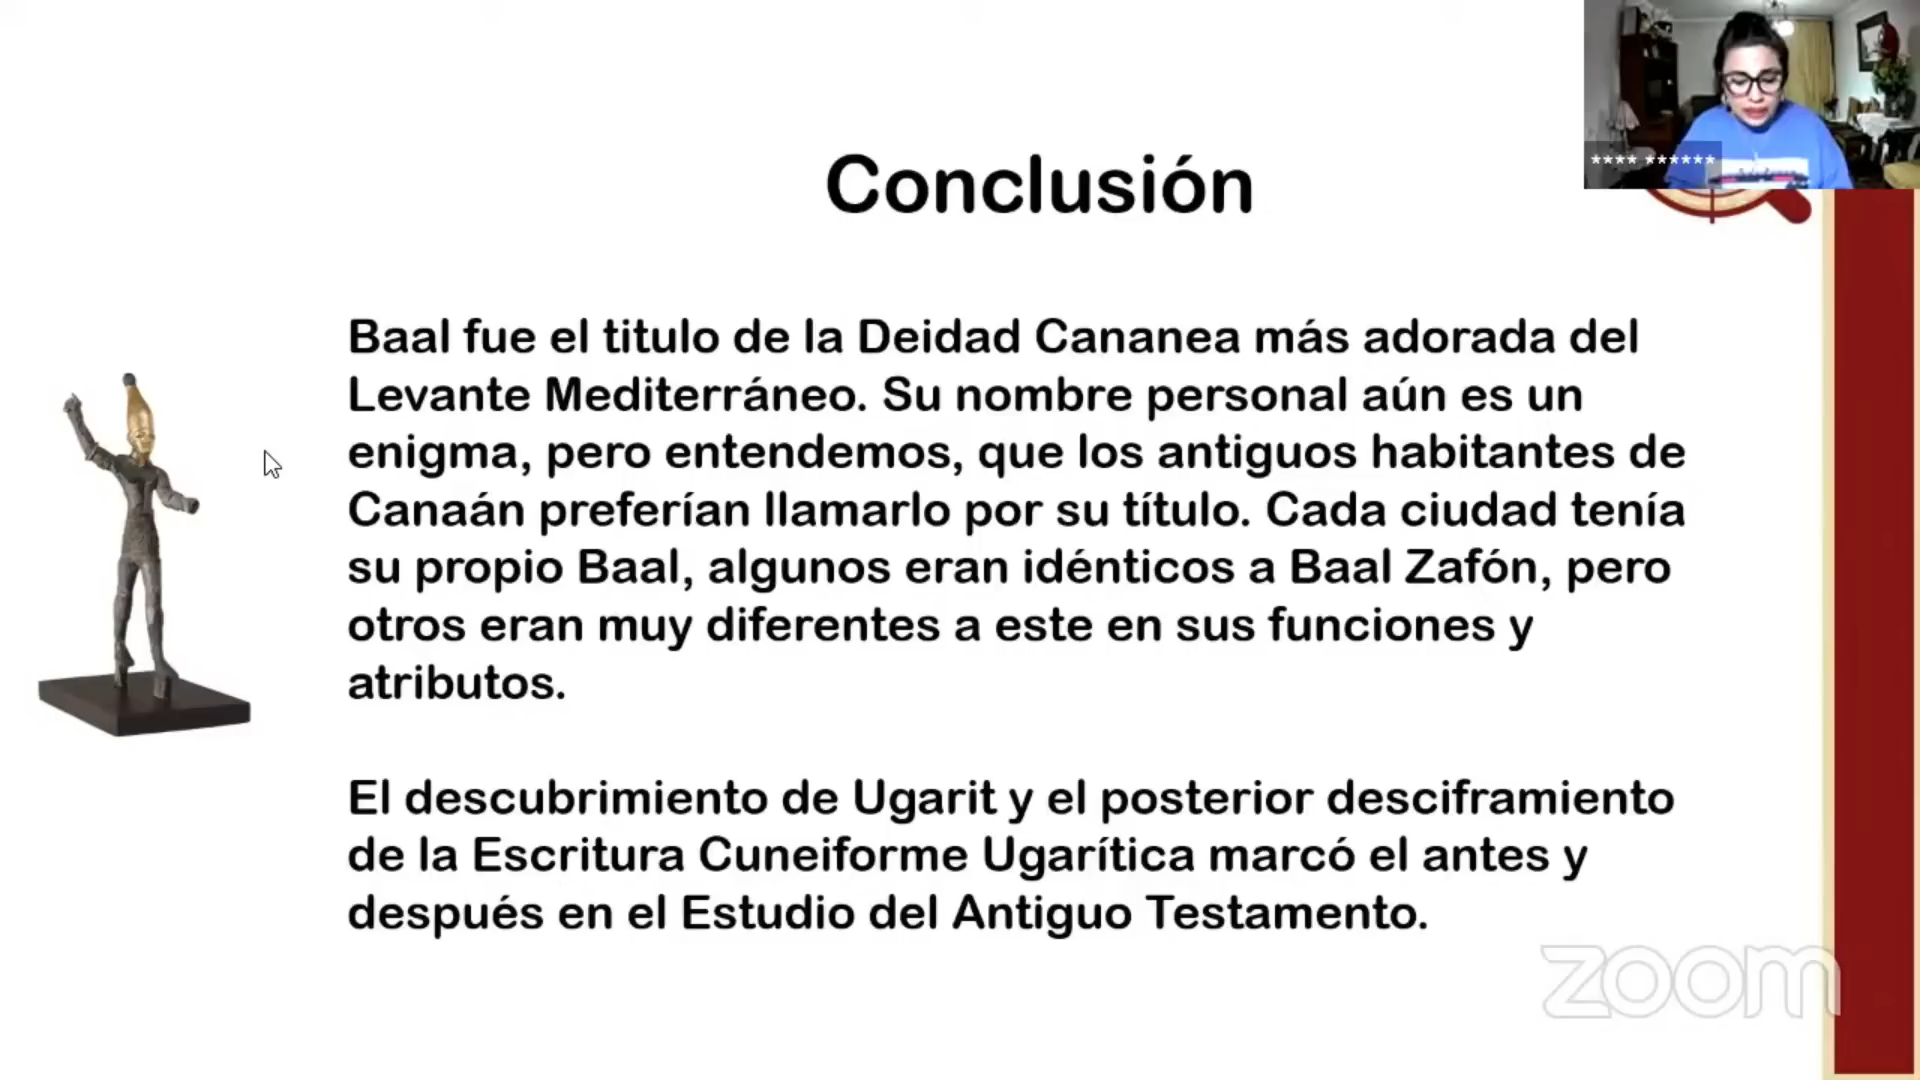 Conclusión
**** ******
Baal fue el titulo de la Deidad Cananea más adorada del
Levante Mediterráneo. Su nombre personal aún es un
enigma, pero entendemos, que los antiguos habitantes de
Canaán preferían llamarlo por su título. Cada ciudad tenía
su propio Baal, algunos eran idénticos a Baal Zafón, pero
otros eran muy diferentes a este en sus funciones y
atributos.
El descubrimiento de Ugarit y el posterior desciframiento
de la Escritura Cuneiforme Ugarítica marcó el antes y
después en el Estudio del Antiguo Testamento.
zoom